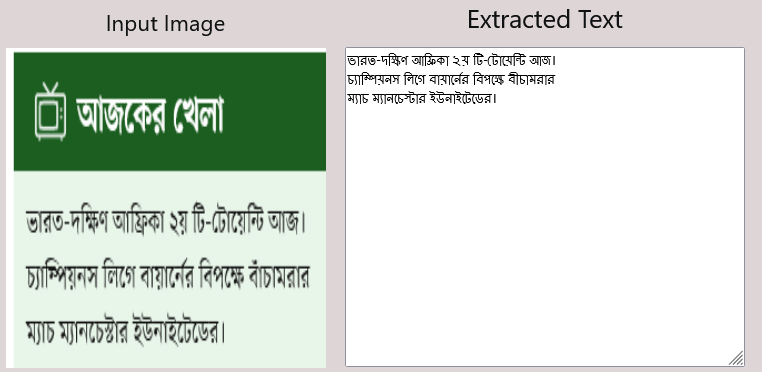 Input Image
Extracted Text
আজকের খেলা
ভারত-দক্ষিণ আফ্রিকা ২য় টি-টোয়েন্টি আজ।
চ্যাম্পিয়নস লিগে বায়ার্নের বিপক্ষে বাঁচামরার
ম্যাচ ম্যানচেস্টার ইউনাইটেডের।
ভারত-দক্ষিণ আফ্রিকা ২য় টি-টোয়েন্টি আজ।
চ্যাম্পিয়নস লিগে বায়ার্নের বিপক্ষে বীচামরার
ম্যাচ ম্যানচেস্টার ইউনাইটেডের।